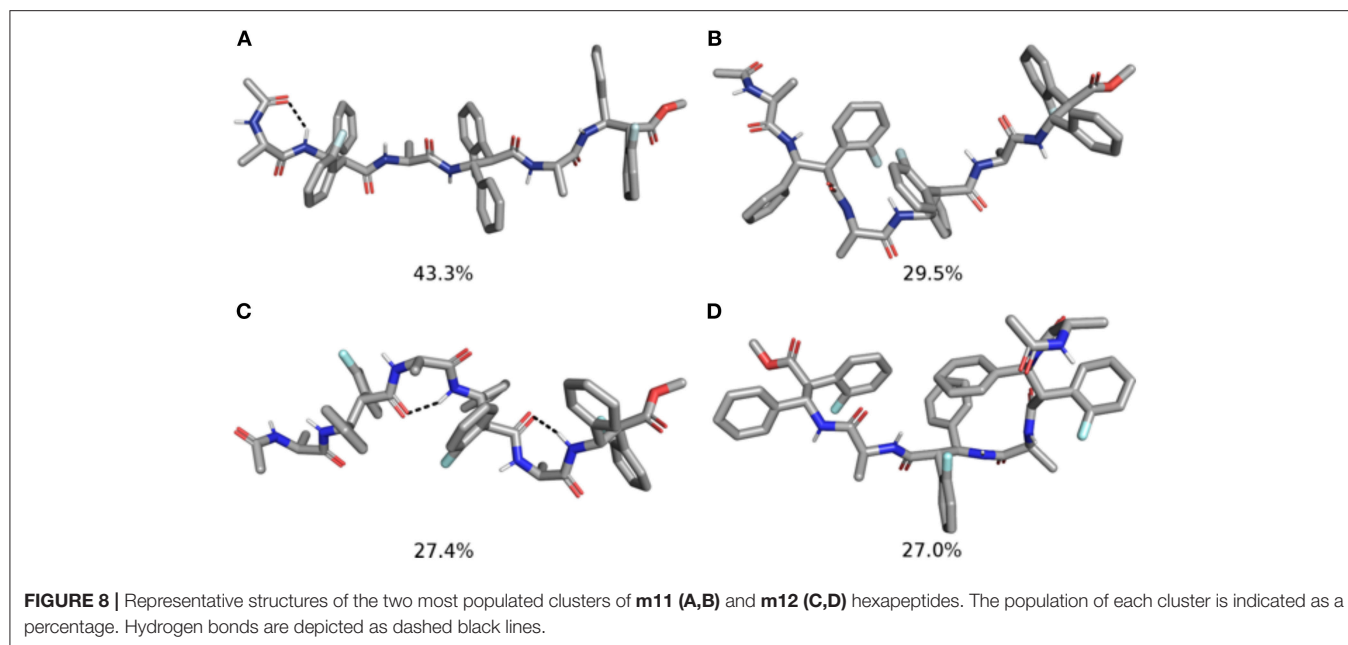 A
B
43.3%
29.5%
C
D
27.4%
27.0%
FIGURE 8 | Representative structures of the two most populated clusters of m11 (A,B) and m12 (C,D) hexapeptides. The population of each cluster is indicated as a
percentage. Hydrogen bonds are depicted as dashed black lines.